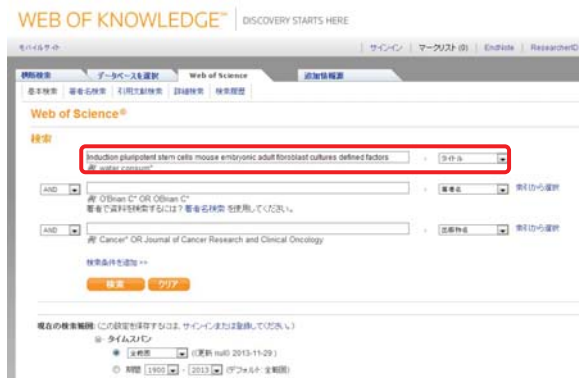 WEB OF KNOWLEDGE™ DISCOVERY STARTS HERE
モバイルサイト サインイン マークリスト (0) EndNote ResearcherID
横断検索 データベースを選択 Web of Science 追加情報源
基本検索 著者名検索 引用文献検索 詳細検索 検索履歴
Web of Science®
検索
Induction pluripotent stem cells mouse embryonic adult fibroblast cultures defined factors タイトル
例: water consum*
AND 著者名 索引から選択
例: O'Brian C* OR OBrian C*
著者で資料を検索するには？著者名検索 を使用してください。
AND 出版物名 索引から選択
例: Cancer* OR Journal of Cancer Research and Clinical Oncology
検索条件を追加 >>
検索 クリア
現在の検索範囲: (この設定を保存するには、サインインまたは登録してください。)
タイムスパン
全範囲 ((更新 null) 2013-11-29)
期間 1900 - 2013 (デフォルト: 全範囲)